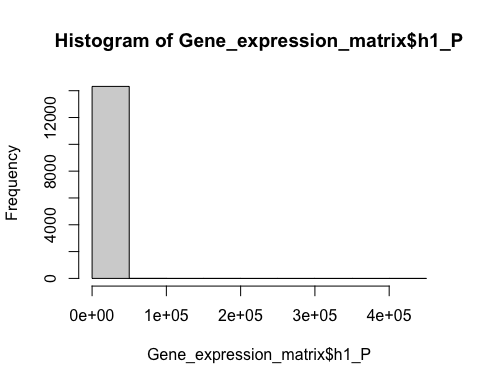 Histogram of Gene_expression_matrix$h1_P
Frequency
12000
8000
4000
0
0e+00 1e+05 2e+05 3e+05 4e+05
Gene_expression_matrix$h1_P